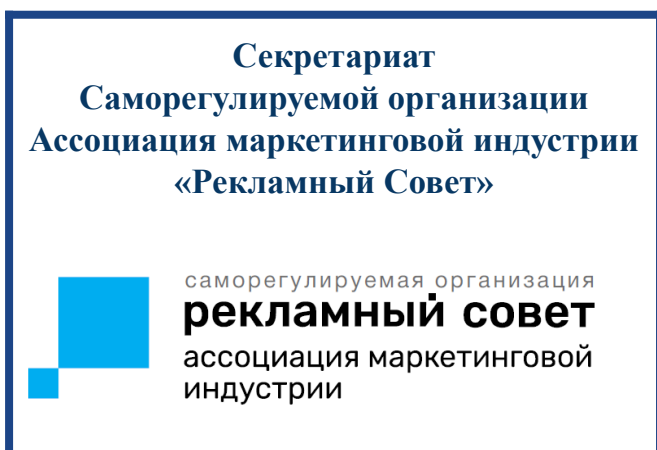 Секретариат
Саморегулируемой организации
Ассоциация маркетинговой индустрии
«Рекламный Совет»
саморегулируемая организация
рекламный совет
ассоциация маркетинговой
индустрии